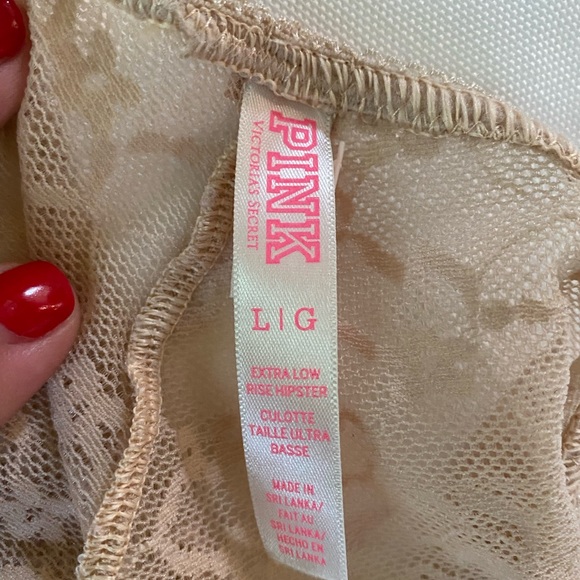 PINK
VICTORIA'S SECRET
L|G
EXTRA LOW
RISE HIPSTER
CULOTTE
TAILLE ULTRA
BASSE
MADE IN
SRI LANKA/
FAIT AU
SRI LANKA/
HECHO EN
SRI LANKA